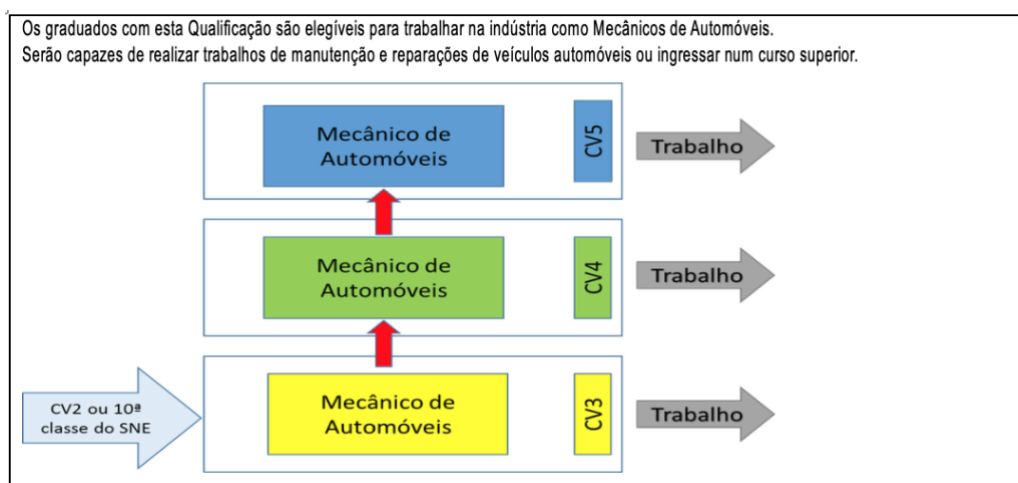 Os graduados com esta Qualificação são elegíveis para trabalhar na indústria como Mecânicos de Automóveis.
Serão capazes de realizar trabalhos de manutenção e reparações de veículos automóveis ou ingressar num curso superior.
Mecânico de
Automóveis
CV5
Trabalho
Mecânico de
Automóveis
CV4
Trabalho
CV2 ou 10ª
classe do SNE
Mecânico de
Automóveis
CV3
Trabalho